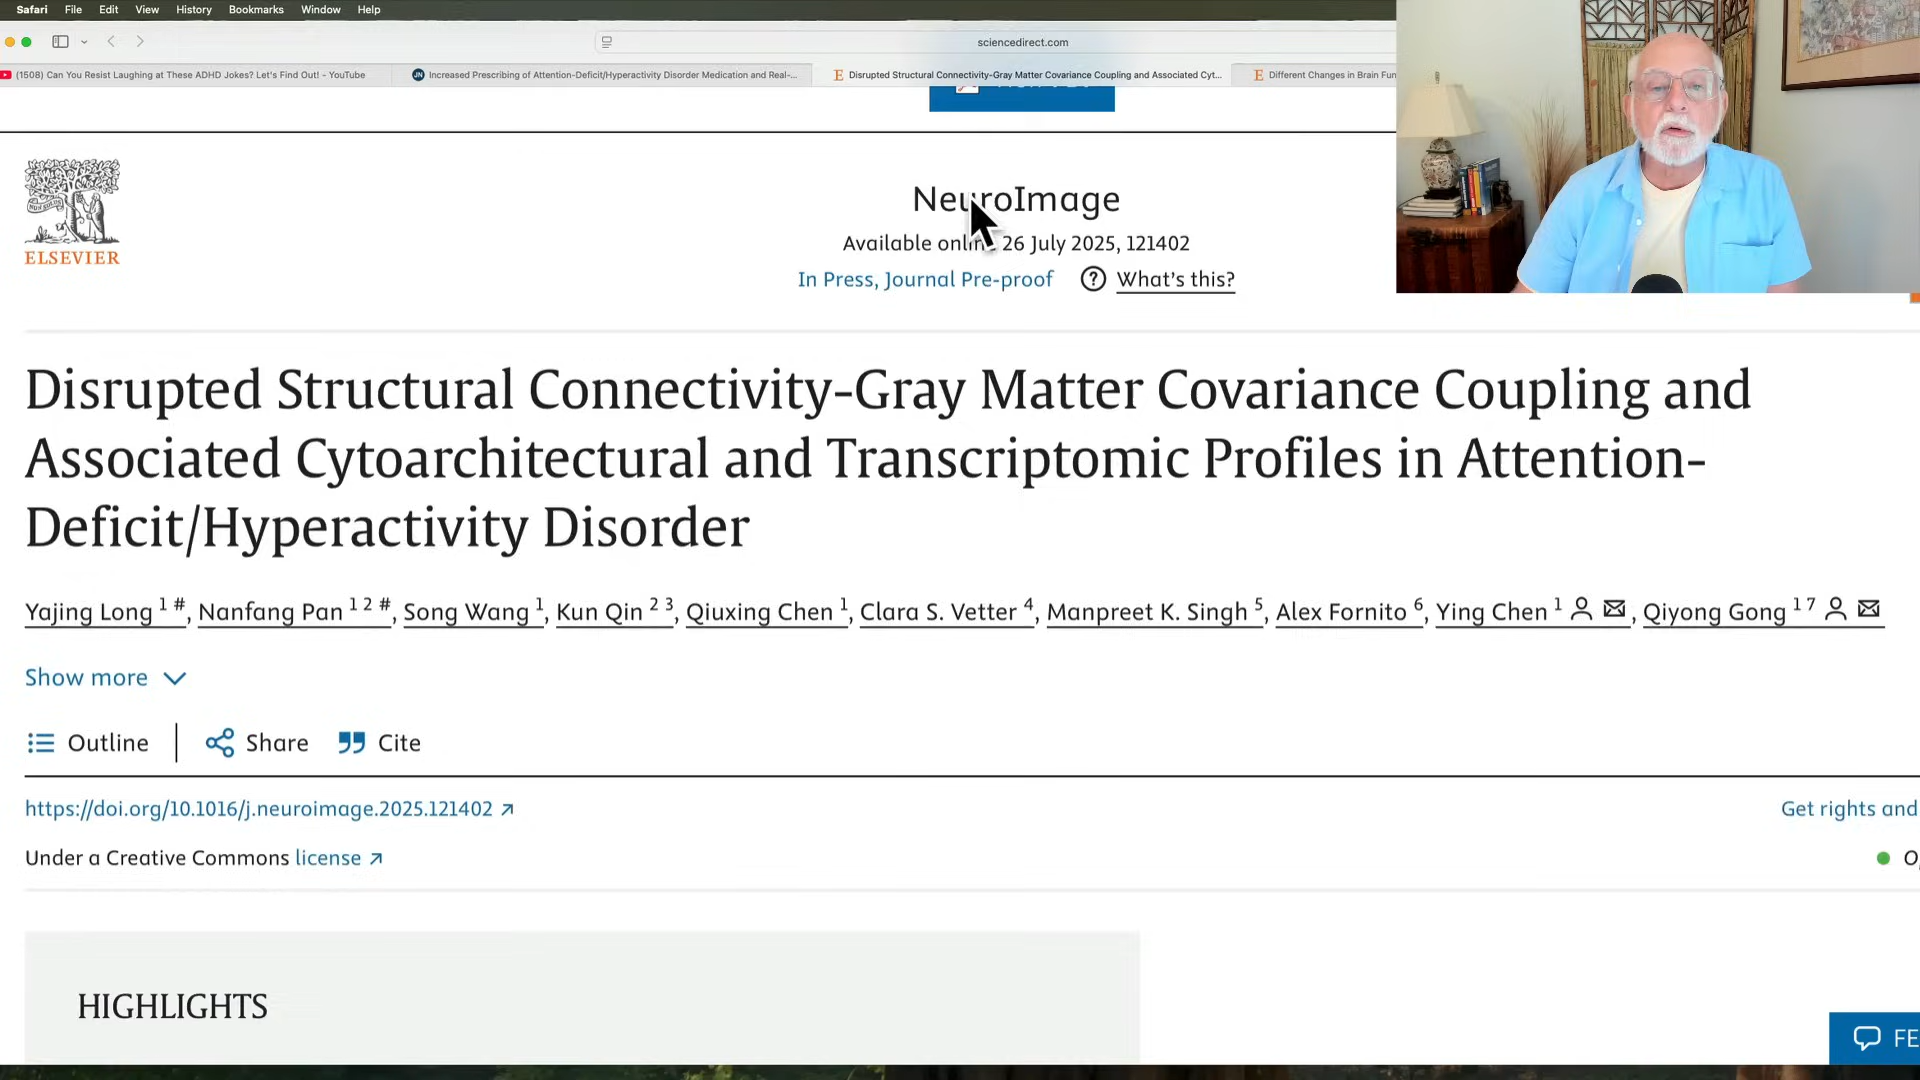 Safari File Edit View History Bookmarks Window Help
sciencedirect.com
(1508) Can You Resist Laughing at These ADHD Jokes? Let's Find Out! - YouTube
JN Increased Prescribing of Attention-Deficit/Hyperactivity Disorder Medication and Real-...
E Disrupted Structural Connectivity-Gray Matter Covariance Coupling and Associated Cyt...
E Different Changes in Brain Fun
NON SOLUS
ELSEVIER
NeuroImage
Available online 26 July 2025, 121402
In Press, Journal Pre-proof ? What's this?
Disrupted Structural Connectivity-Gray Matter Covariance Coupling and
Associated Cytoarchitectural and Transcriptomic Profiles in Attention-
Deficit/Hyperactivity Disorder
Yajing Long 1 #, Nanfang Pan 1 2 #, Song Wang 1, Kun Qin 2 3, Qiuxing Chen 1, Clara S. Vetter 4, Manpreet K. Singh 5, Alex Fornito 6, Ying Chen 1, Qiyong Gong 1 7
Show more
Outline | Share Cite
https://doi.org/10.1016/j.neuroimage.2025.121402
Get rights and
Under a Creative Commons license
HIGHLIGHTS
FE